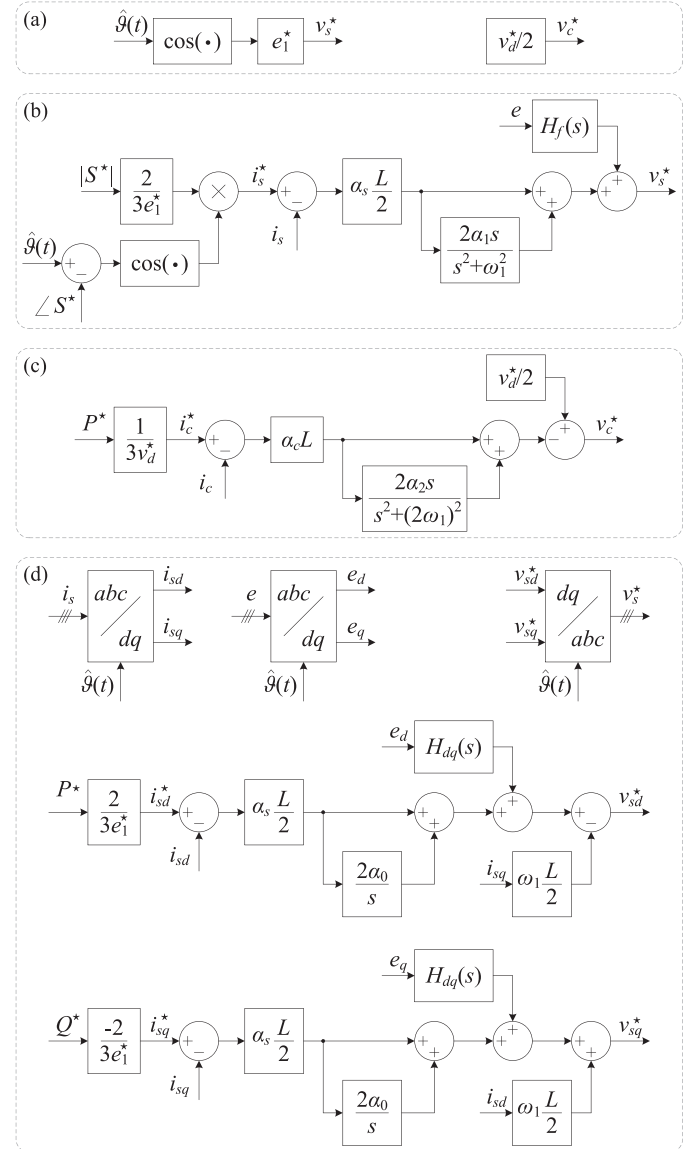 (a)
ϑ̂(t) cos(·) e₁⋆ v_s⋆ v_d⋆/2 v_c⋆
(b)
e H_f(s)
|S⋆| 2/3e₁⋆ × i_s⋆ + − α_s L/2 + + + + v_s⋆
i_s
ϑ̂(t) + − cos(·) 2α₁s/s²+ω₁²
∠S⋆
(c)
v_d⋆/2
P⋆ 1/3v_d⋆ i_c⋆ + − α_c L + + − + v_c⋆
i_c
2α₂s/s²+(2ω₁)²
(d)
i_s abc/dq i_sd e abc/dq e_d v_sd⋆ dq/abc v_s⋆
i_sq e_q v_sq⋆
ϑ̂(t) ϑ̂(t) ϑ̂(t)
e_d H_dq(s)
P⋆ 2/3e₁⋆ i_sd⋆ + − α_s L/2 + + + + + − v_sd⋆
i_sd
2α₀/s i_sq ω₁ L/2
e_q H_dq(s)
Q⋆ -2/3e₁⋆ i_sq⋆ + − α_s L/2 + + + + + + v_sq⋆
i_sq
2α₀/s i_sd ω₁ L/2